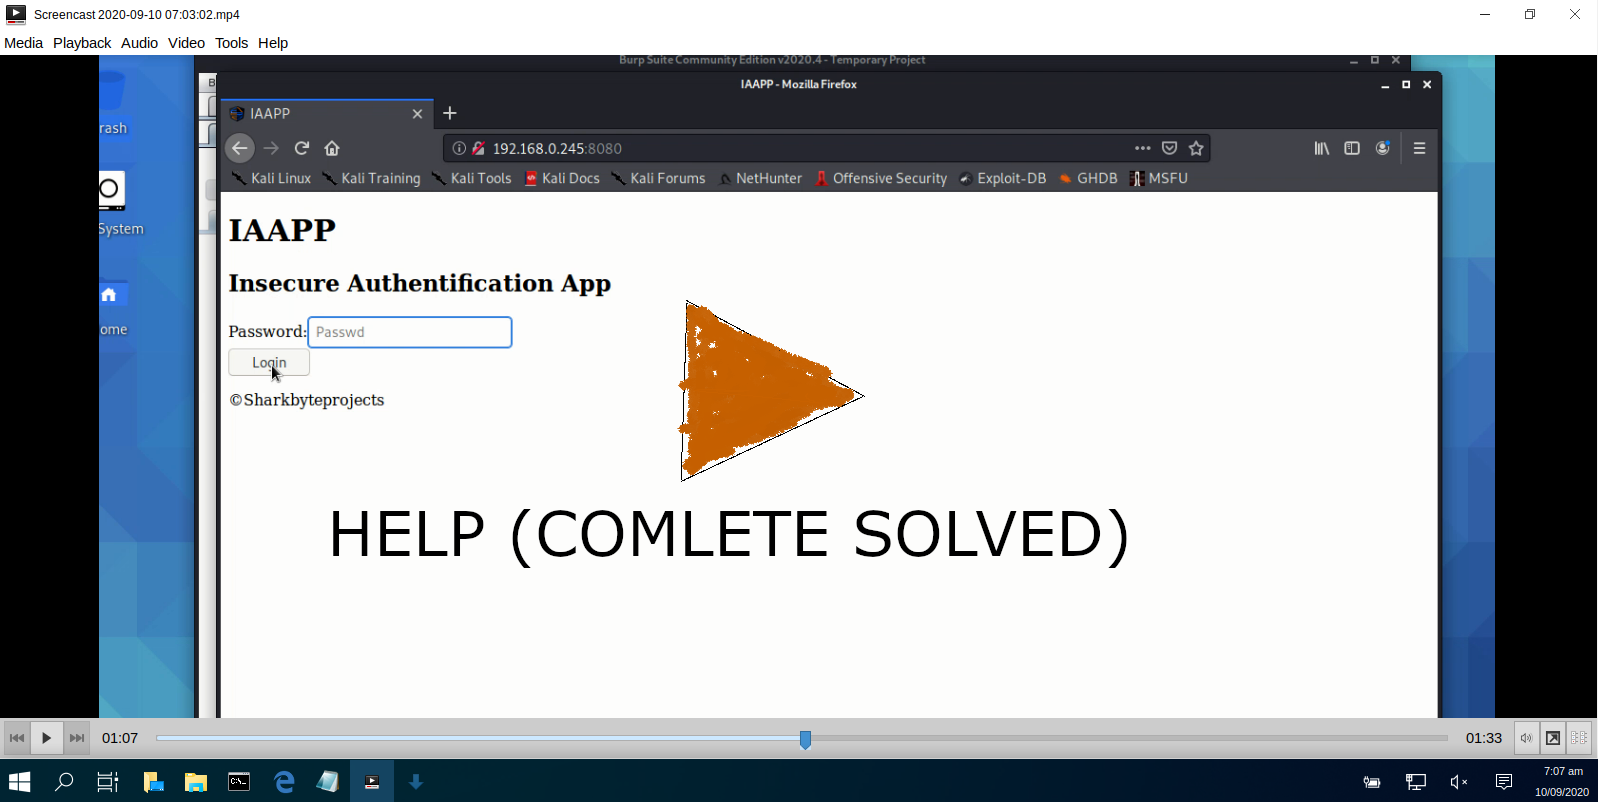 Screencast 2020-09-10 07:03:02.mp4
Media Playback Audio Video Tools Help
Burp Suite Community Edition v2020.4 - Temporary Project
IAAPP - Mozilla Firefox
B
IAAPP
rash
192.168.0.245:8080
Kali Linux Kali Training Kali Tools Kali Docs Kali Forums NetHunter Offensive Security Exploit-DB GHDB MSFU
System
IAAPP
Insecure Authentification App
ome
Password: Passwd
Login
©Sharkbyteprojects
HELP (COMLETE SOLVED)
01:07 01:33
7:07 am
10/09/2020